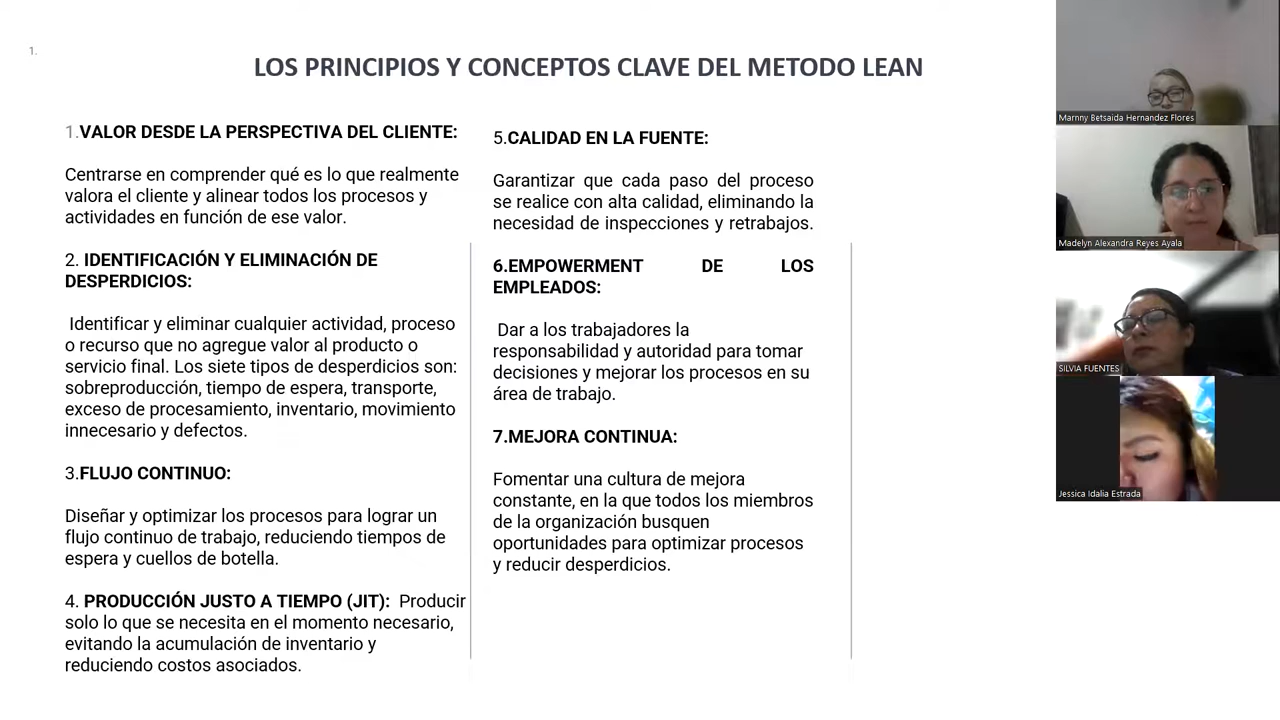 1.
LOS PRINCIPIOS Y CONCEPTOS CLAVE DEL METODO LEAN
1.VALOR DESDE LA PERSPECTIVA DEL CLIENTE:
Centrarse en comprender qué es lo que realmente
valora el cliente y alinear todos los procesos y
actividades en función de ese valor.
2. IDENTIFICACIÓN Y ELIMINACIÓN DE
DESPERDICIOS:
Identificar y eliminar cualquier actividad, proceso
o recurso que no agregue valor al producto o
servicio final. Los siete tipos de desperdicios son:
sobreproducción, tiempo de espera, transporte,
exceso de procesamiento, inventario, movimiento
innecesario y defectos.
3.FLUJO CONTINUO:
Diseñar y optimizar los procesos para lograr un
flujo continuo de trabajo, reduciendo tiempos de
espera y cuellos de botella.
4. PRODUCCIÓN JUSTO A TIEMPO (JIT): Producir
solo lo que se necesita en el momento necesario,
evitando la acumulación de inventario y
reduciendo costos asociados.
5.CALIDAD EN LA FUENTE:
Garantizar que cada paso del proceso
se realice con alta calidad, eliminando la
necesidad de inspecciones y retrabajos.
6.EMPOWERMENT DE LOS
EMPLEADOS:
Dar a los trabajadores la
responsabilidad y autoridad para tomar
decisiones y mejorar los procesos en su
área de trabajo.
7.MEJORA CONTINUA:
Fomentar una cultura de mejora
constante, en la que todos los miembros
de la organización busquen
oportunidades para optimizar procesos
y reducir desperdicios.
Marnny Betsaida Hernandez Flores
Madelyn Alexandra Reyes Ayala
SILVIA FUENTES
Jessica Idalia Estrada